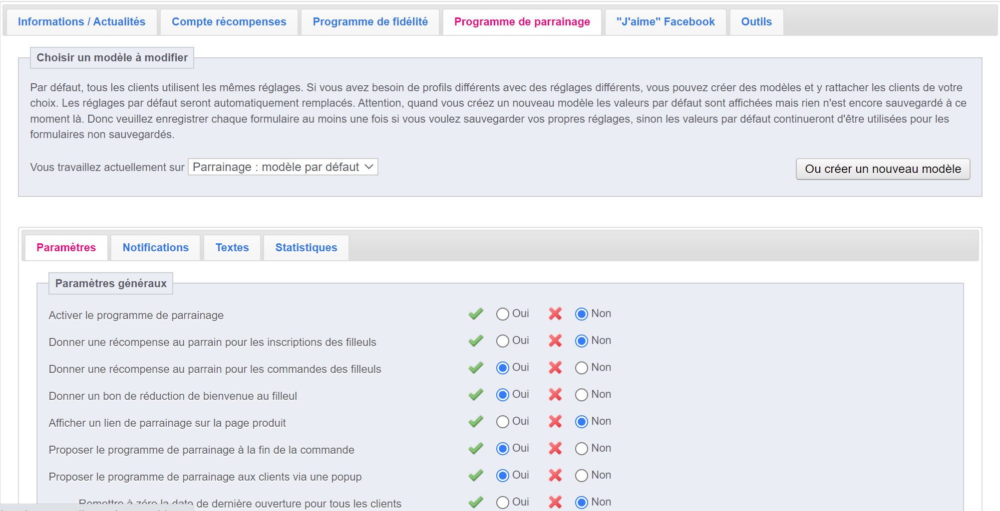 Informations / Actualités Compte récompenses Programme de fidélité Programme de parrainage "J'aime" Facebook Outils
Choisir un modèle à modifier
Par défaut, tous les clients utilisent les mêmes réglages. Si vous avez besoin de profils différents avec des réglages différents, vous pouvez créer des modèles et y rattacher les clients de votre
choix. Les réglages par défaut seront automatiquement remplacés. Attention, quand vous créez un nouveau modèle les valeurs par défaut sont affichées mais rien n'est encore sauvegardé à ce
moment là. Donc veuillez enregistrer chaque formulaire au moins une fois si vous voulez sauvegarder vos propres réglages, sinon les valeurs par défaut continueront d'être utilisées pour les
formulaires non sauvegardés.
Vous travaillez actuellement sur Parrainage : modèle par défaut Ou créer un nouveau modèle
Paramètres Notifications Textes Statistiques
Paramètres généraux
Activer le programme de parrainage Oui Non
Donner une récompense au parrain pour les inscriptions des filleuls Oui Non
Donner une récompense au parrain pour les commandes des filleuls Oui Non
Donner un bon de réduction de bienvenue au filleul Oui Non
Afficher un lien de parrainage sur la page produit Oui Non
Proposer le programme de parrainage à la fin de la commande Oui Non
Proposer le programme de parrainage aux clients via une popup Oui Non
Remettre à zéro la date de dernière ouverture pour tous les clients Oui Non